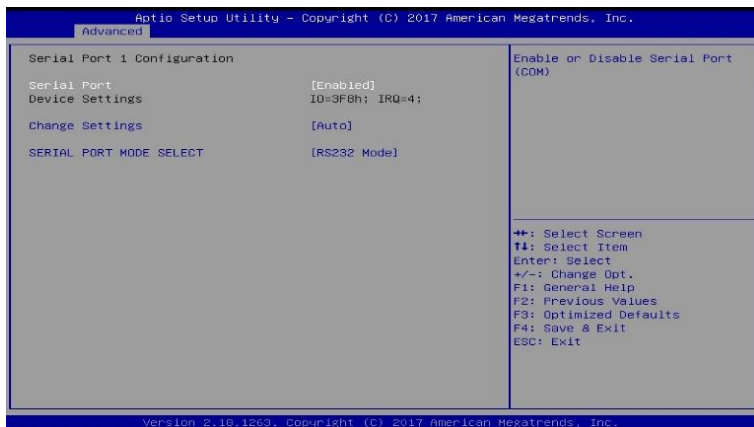 Aptio Setup Utility – Copyright (C) 2017 American Megatrends, Inc.
Advanced
Serial Port 1 Configuration
Serial Port [Enabled]
Device Settings IO=3F8h; IRQ=4;
Change Settings [Auto]
SERIAL PORT MODE SELECT [RS232 Mode]
Enable or Disable Serial Port
(COM)
→←: Select Screen
↑↓: Select Item
Enter: Select
+/-: Change Opt.
F1: General Help
F2: Previous Values
F3: Optimized Defaults
F4: Save & Exit
ESC: Exit
Version 2.18.1263. Copyright (C) 2017 American Megatrends, Inc.